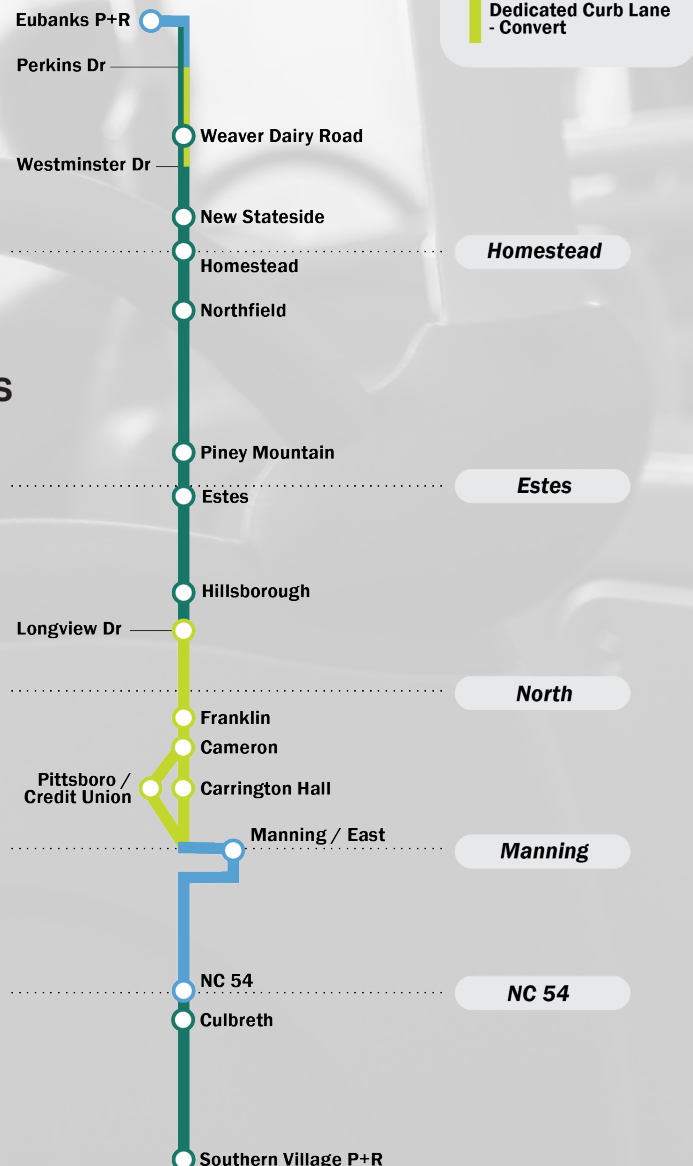 Dedicated Curb Lane
- Convert
Eubanks P+R
Perkins Dr
Weaver Dairy Road
Westminster Dr
New Stateside
Homestead
Homestead
Northfield
s
Piney Mountain
Estes
Estes
Hillsborough
Longview Dr
North
Franklin
Cameron
Pittsboro /
Credit Union
Carrington Hall
Manning / East
Manning
NC 54
NC 54
Culbreth
Southern Village P+R